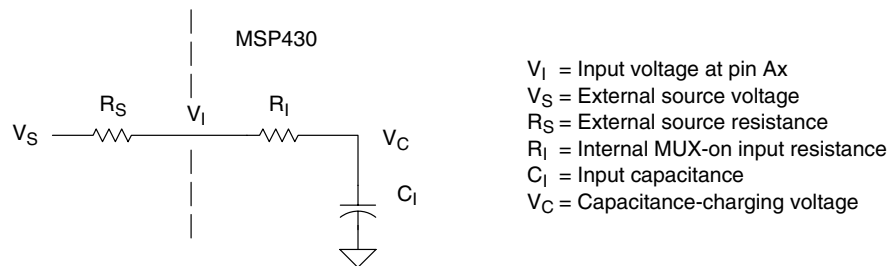 MSP430
R_S
V_I
R_I
V_S
V_C
C_I
V_I = Input voltage at pin Ax
V_S = External source voltage
R_S = External source resistance
R_I = Internal MUX-on input resistance
C_I = Input capacitance
V_C = Capacitance-charging voltage